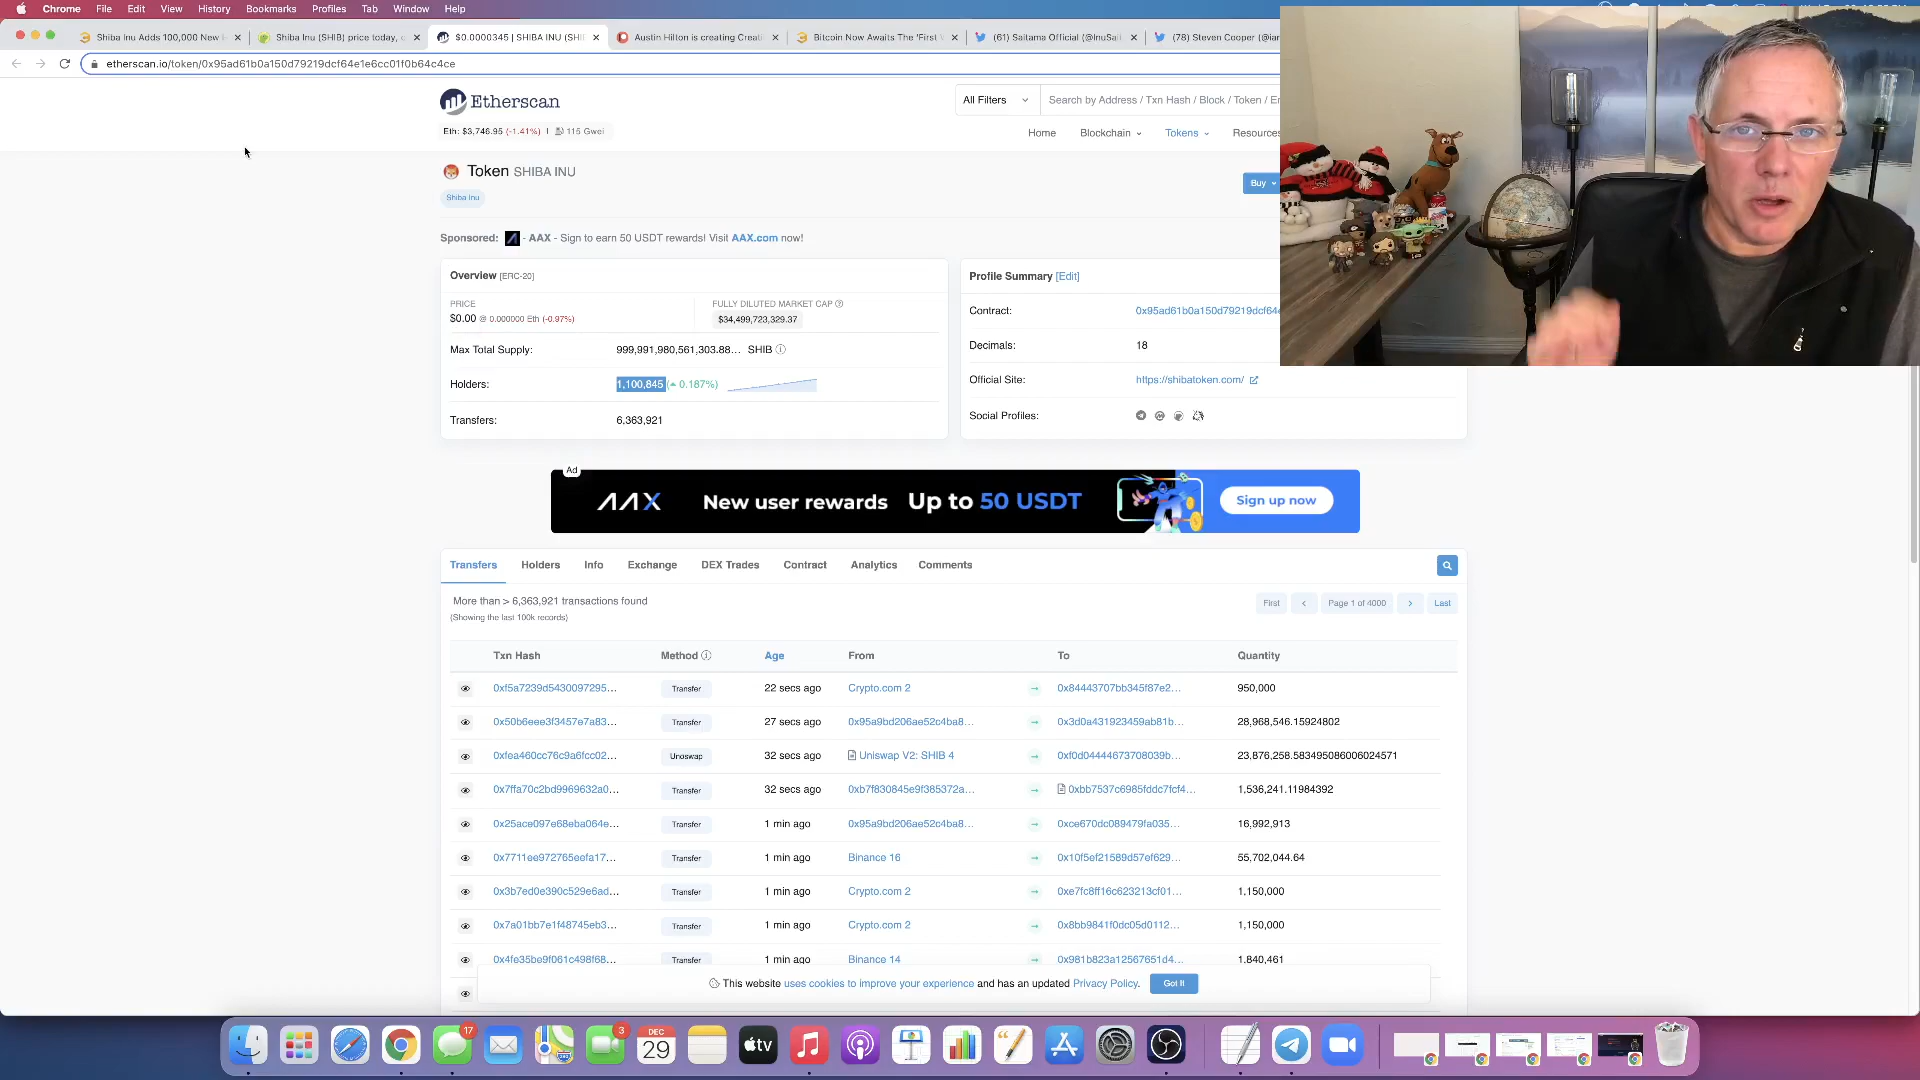 Chrome File Edit View History Bookmarks Profiles Tab Window Help
Shiba Inu Adds 100,000 New
Shiba Inu (SHIB) price today, c
$0.0000345 | SHIBA INU (SHI
Austin Hilton is creating Creati
Bitcoin Now Awaits The 'First
(61) Saitama Official (@InuSai
(78) Steven Cooper (@iar
etherscan.io/token/0x95ad61b0a150d79219dcf64e1e6cc01f0b64c4ce
Etherscan
All Filters
Search by Address / Txn Hash / Block / Token / En
Eth: $3,746.95 (-1.41%) | 115 Gwei
Home Blockchain Tokens Resources
Token SHIBA INU
Buy
Shiba Inu
Sponsored: AAX - Sign to earn 50 USDT rewards! Visit AAX.com now!
Overview [ERC-20]
PRICE
$0.00 @ 0.000000 Eth (-0.97%)
FULLY DILUTED MARKET CAP
$34,499,723,329.37
Max Total Supply: 999,991,980,561,303.88... SHIB
Holders: 1,100,845 (0.187%)
Transfers: 6,363,921
Profile Summary [Edit]
Contract: 0x95ad61b0a150d79219dcf64e
Decimals: 18
Official Site: https://shibatoken.com/
Social Profiles:
Ad
AAX New user rewards Up to 50 USDT Sign up now
Transfers Holders Info Exchange DEX Trades Contract Analytics Comments
More than > 6,363,921 transactions found
(Showing the last 100k records)
First Page 1 of 4000 Last
Txn Hash Method Age From To Quantity
0xf5a7239d5430097295... Transfer 22 secs ago Crypto.com 2 0x84443707bb345f87e2... 950,000
0x50b6eee3f3457e7a83... Transfer 27 secs ago 0x95a9bd206ae52c4ba8... 0x3d0a431923459ab81b... 28,968,546.15924802
0xfea460cc76c9a6fcc02... Unoswap 32 secs ago Uniswap V2: SHIB 4 0xf0d04444673708039b... 23,876,258.583495086006024571
0x7ffa70c2bd9969632a0... Transfer 32 secs ago 0xb7f830845e9f385372a... 0xbb7537c6985fddc7fcf4... 1,536,241.11984392
0x25ace097e68eba064e... Transfer 1 min ago 0x95a9bd206ae52c4ba8... 0xce670dc089479fa035... 16,992,913
0x7711ee972765eefa17... Transfer 1 min ago Binance 16 0x10f5ef21589d57ef629... 55,702,044.64
0x3b7ed0e390c529e6ad... Transfer 1 min ago Crypto.com 2 0xe7fc8ff16c623213cf01... 1,150,000
0x7a01bb7e1f48745eb3... Transfer 1 min ago Crypto.com 2 0x8bb9841f0dc05d0112... 1,150,000
0x4fe35be9f061c498f68... Transfer 1 min ago Binance 14 0x981b823a12567651d4... 1,840,461
This website uses cookies to improve your experience and has an updated Privacy Policy. Got It
17
3
DEC
29
tv